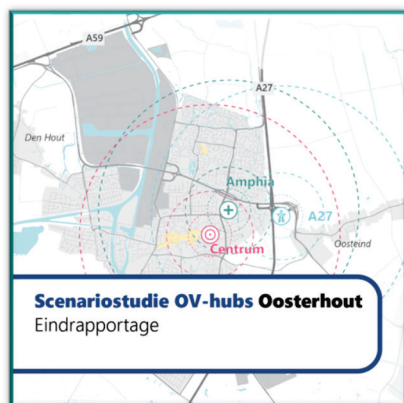 A59
A27
Den Hout
Amphia
A27
Oosteind
Centrum
Scenariostudie OV-hubs Oosterhout
Eindrapportage